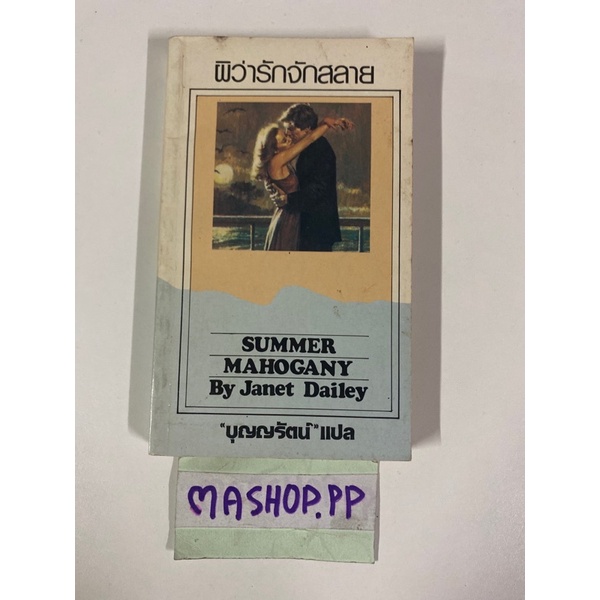 ผิว่ารักจักสลาย
SUMMER
MAHOGANY
By Janet Dailey
"บุญญรัตน์" แปล
MASHOP.PP